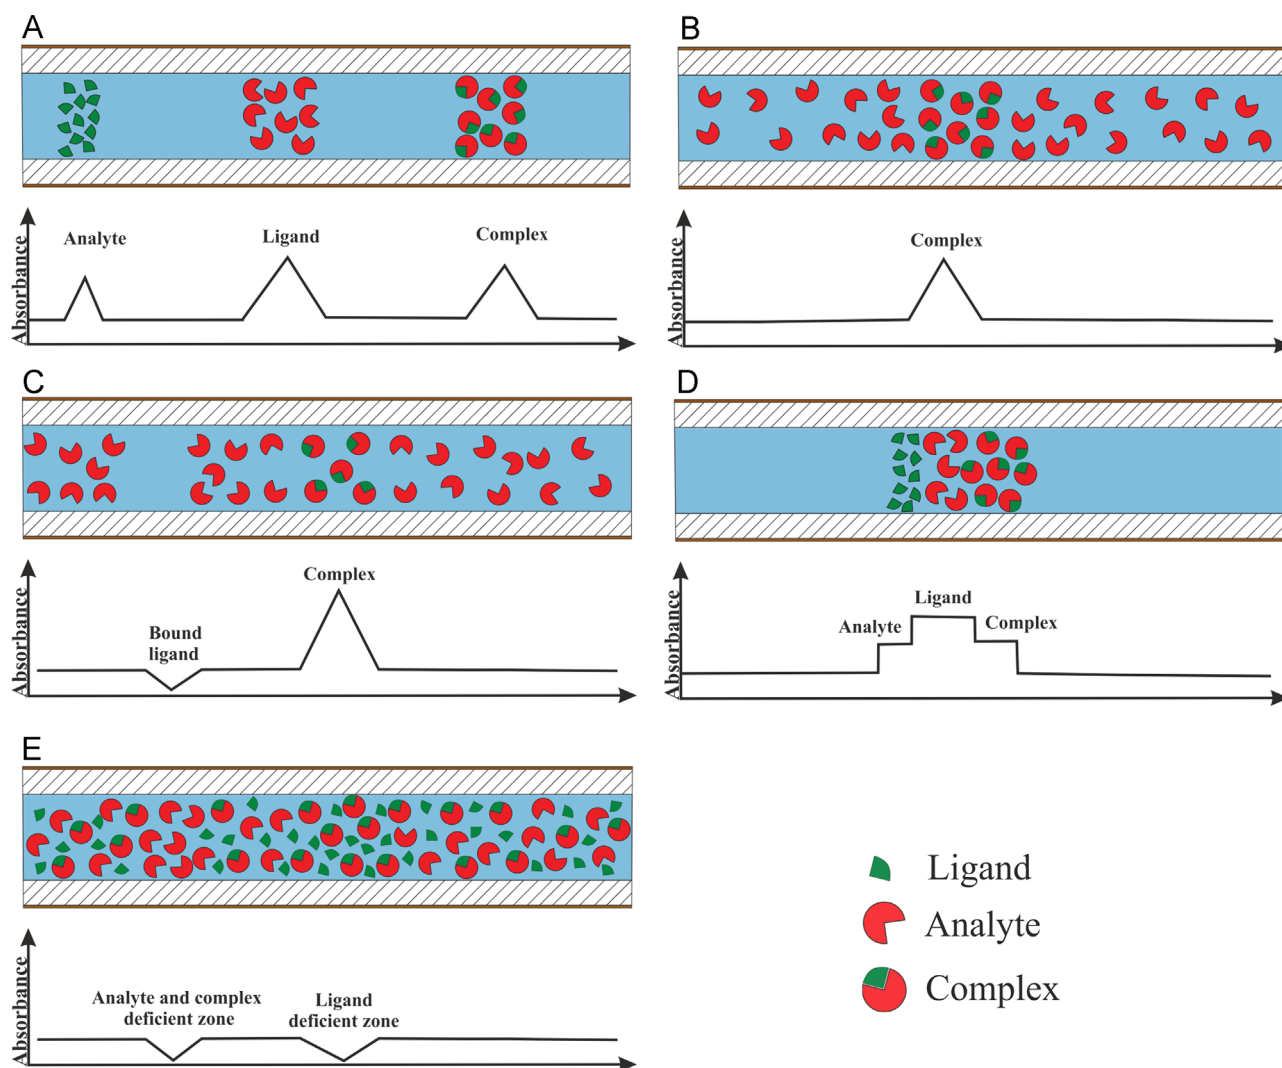 A
Absorbance
Analyte
Ligand
Complex
B
Absorbance
Complex
C
Absorbance
Bound
ligand
Complex
D
Absorbance
Analyte
Ligand
Complex
E
Absorbance
Analyte and complex
deficient zone
Ligand
deficient zone
Ligand
Analyte
Complex